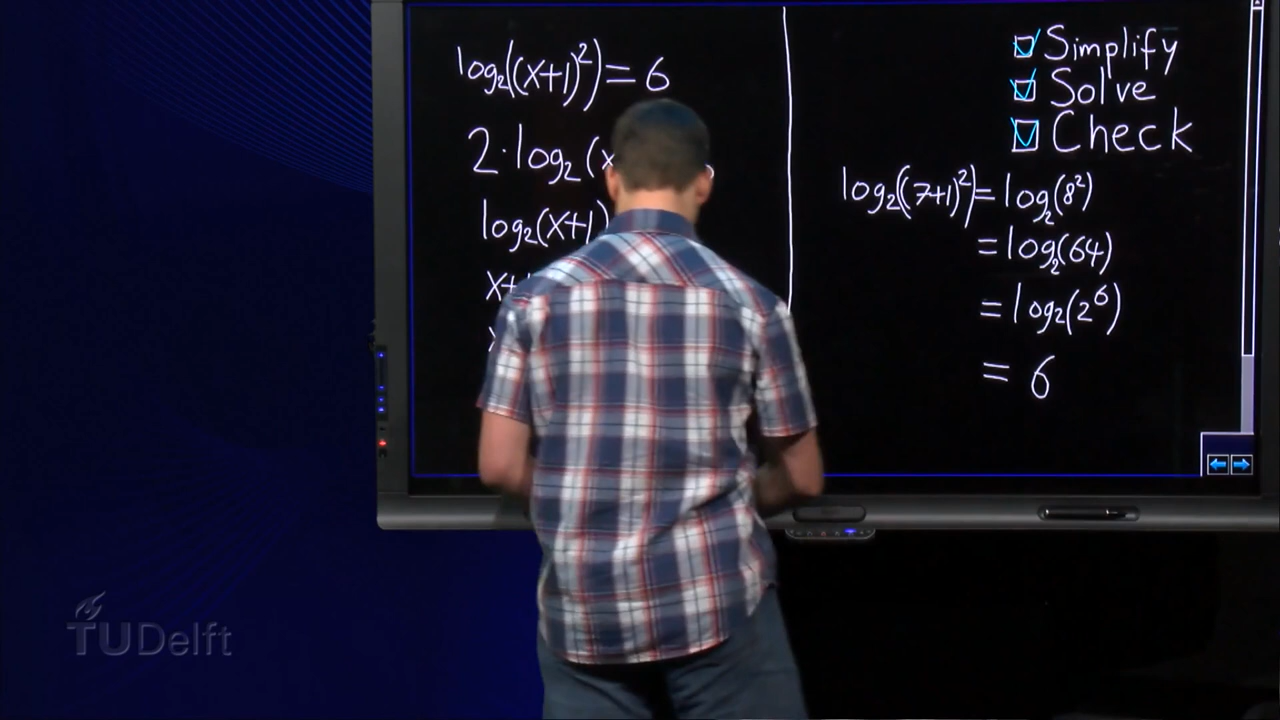 log₂((x+1)²) = 6
2·log₂(x
log₂(x+1)
x+
☑ Simplify
☑ Solve
☑ Check
log₂((7+1)²) = log₂(8²)
= log₂(64)
= log₂(2⁶)
= 6
TUDelft